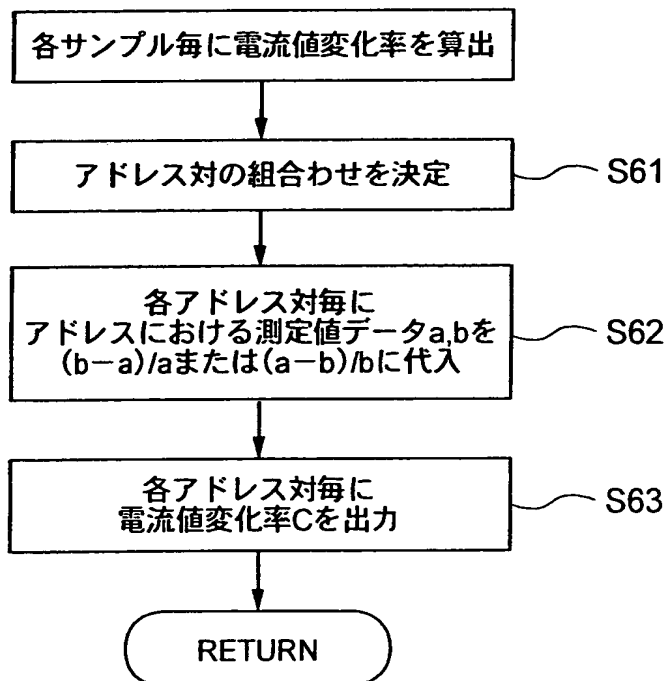 各サンプル毎に電流値変化率を算出
アドレス対の組合わせを決定
S61
各アドレス対毎に
アドレスにおける測定値データa,bを
(b－a)/aまたは(a－b)/bに代入
S62
各アドレス対毎に
電流値変化率Cを出力
S63
RETURN